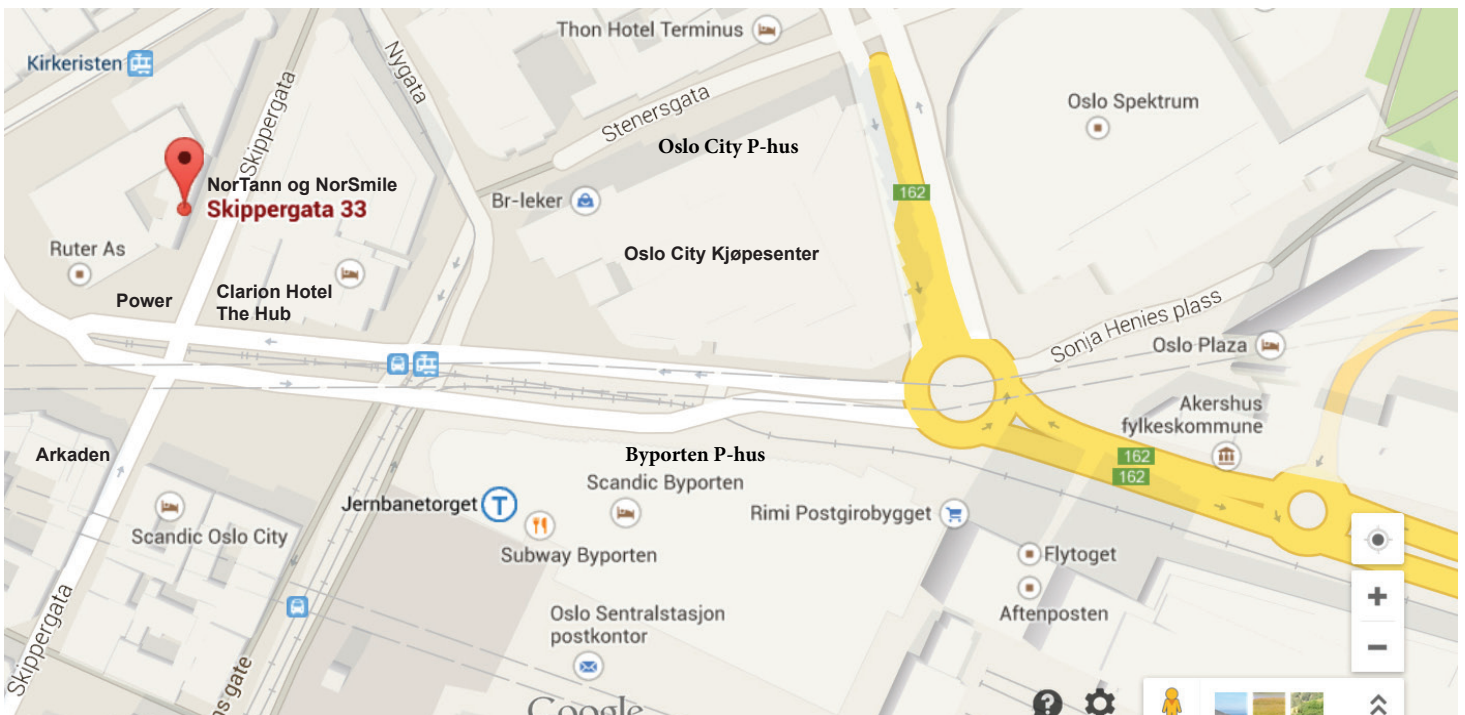 Thon Hotel Terminus
Kirkeristen
Nygata
Skippergata
Stenersgata
Oslo Spektrum
Oslo City P-hus
NorTann og NorSmile
Skippergata 33
Br-leker
162
Ruter As
Oslo City Kjøpesenter
Power
Clarion Hotel
The Hub
Sonja Henies plass
Oslo Plaza
Akershus
fylkeskommune
Arkaden
Byporten P-hus
162
162
Scandic Byporten
Jernbanetorget T
Rimi Postgirobygget
Scandic Oslo City
Subway Byporten
Flytoget
Aftenposten
Oslo Sentralstasjon
postkontor
Skippergata
gate
Google
?
+
−